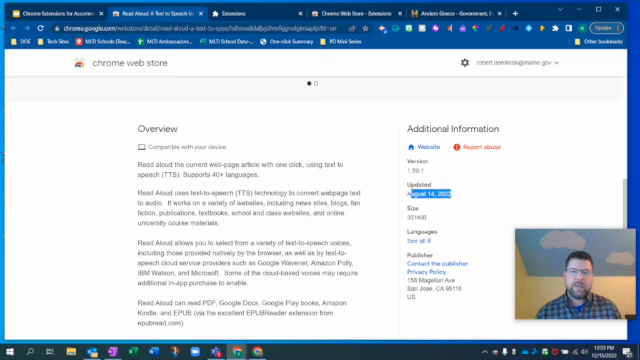 Chrome Extensions for Accomm
Read Aloud: A Text to Speech Vo
Extensions
Chrome Web Store - Extensions
Ancient Greece - Government, F
chrome.google.com/webstore/detail/read-aloud-a-text-to-spee
Update
DOE
Tech Sites
MLTI School Data
MLTI Ambassadors
MLTI School Data-
One-click Summary
PD Mini Series
Other bookmarks
chrome web store
robert.dominick@maine.gov
Overview
Compatible with your device
Read aloud the current web-page article with one click, using text to
speech (TTS). Supports 40+ languages.
Read Aloud uses text-to-speech (TTS) technology to convert webpage text
to audio. It works on a variety of websites, including news sites, blogs, fan
fiction, publications, textbooks, school and class websites, and online
university course materials.
Read Aloud allows you to select from a variety of text-to-speech voices,
including those provided natively by the browser, as well as by text-to-
speech cloud service providers such as Google Wavenet, Amazon Polly,
IBM Watson, and Microsoft. Some of the cloud-based voices may require
additional in-app purchase to enable.
Read Aloud can read PDF, Google Docs, Google Play books, Amazon
Kindle, and EPUB (via the excellent EPUBReader extension from
epubread.com).
Additional Information
Website
Report abuse
Version
1.59.1
Updated
August 14, 2022
Size
351KiB
Languages
See all 8
Publisher
Contact the publisher
Privacy Policy
158 Magellan Ave
San Jose, CA 95116
US
12:03 PM
12/15/2022